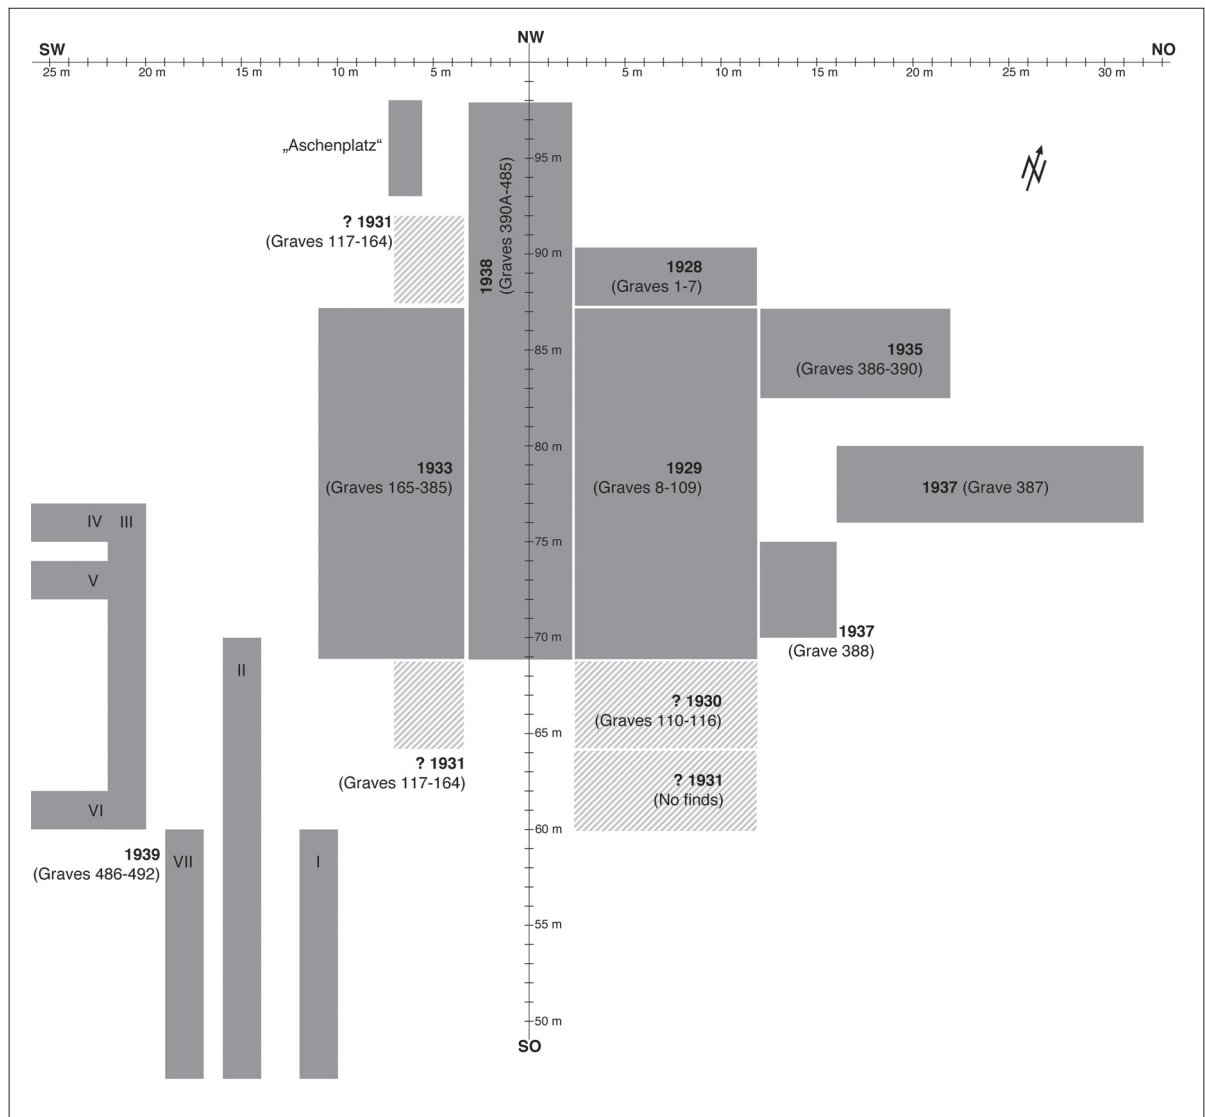 NW
SW
NO
25 m 20 m 15 m 10 m 5 m 5 m 10 m 15 m 20 m 25 m 30 m
„Aschenplatz“
95 m
N
? 1931
(Graves 117-164)
1938
(Graves 390A-485)
90 m
1928
(Graves 1-7)
85 m
1935
(Graves 386-390)
80 m
1933
(Graves 165-385)
1929
(Graves 8-109)
1937 (Grave 387)
IV III
75 m
V
70 m
1937
(Grave 388)
II
? 1930
(Graves 110-116)
65 m
? 1931
(Graves 117-164)
? 1931
(No finds)
VI
60 m
1939
(Graves 486-492)
VII
I
55 m
50 m
SO